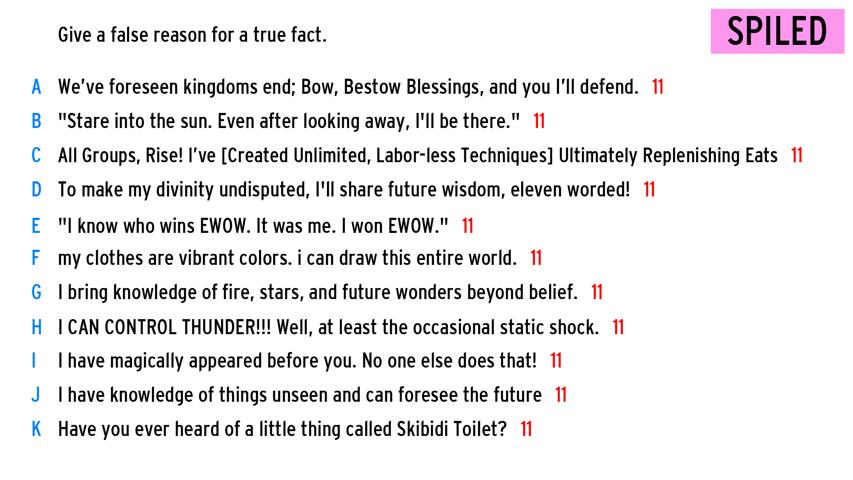 Give a false reason for a true fact.
SPILED
A We've foreseen kingdoms end; Bow, Bestow Blessings, and you I'll defend. 11
B "Stare into the sun. Even after looking away, I'll be there." 11
C All Groups, Rise! I've [Created Unlimited, Labor-less Techniques] Ultimately Replenishing Eats 11
D To make my divinity undisputed, I'll share future wisdom, eleven worded! 11
E "I know who wins EWOW. It was me. I won EWOW." 11
F my clothes are vibrant colors. i can draw this entire world. 11
G I bring knowledge of fire, stars, and future wonders beyond belief. 11
H I CAN CONTROL THUNDER!!! Well, at least the occasional static shock. 11
I I have magically appeared before you. No one else does that! 11
J I have knowledge of things unseen and can foresee the future 11
K Have you ever heard of a little thing called Skibidi Toilet? 11